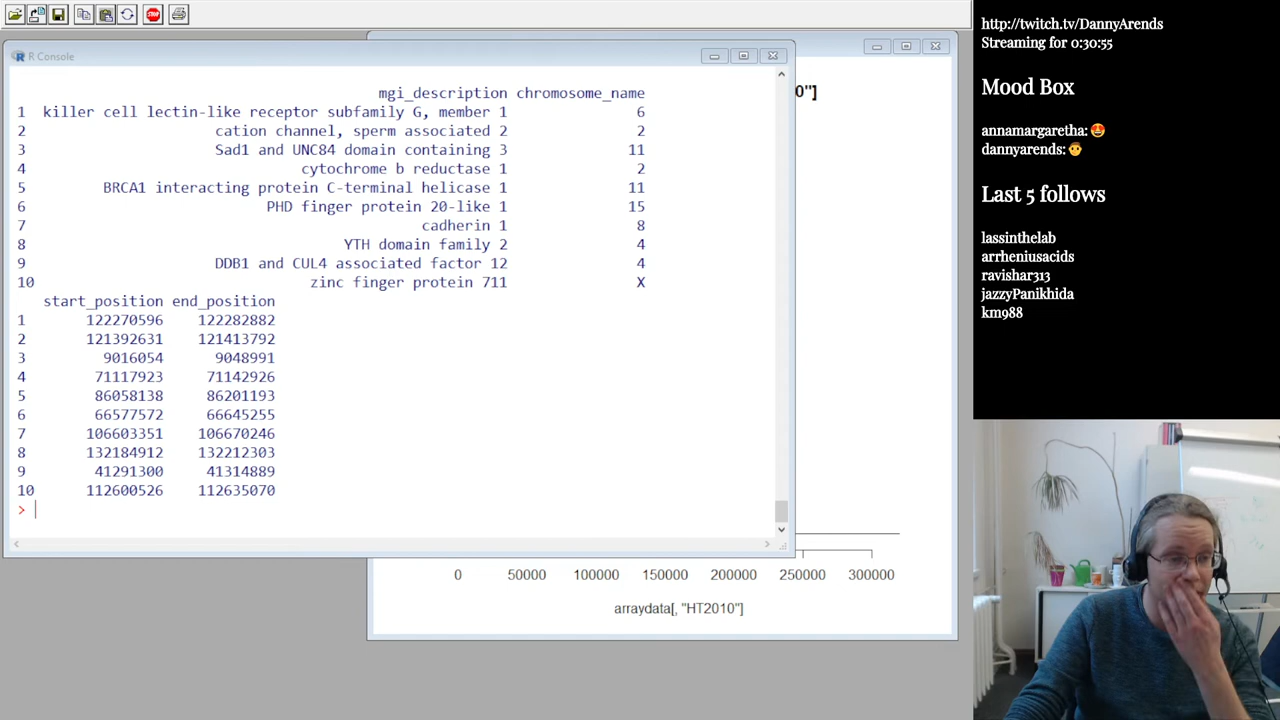 STOP
R Console
mgi_description chromosome_name
1 killer cell lectin-like receptor subfamily G, member 1 6
2 cation channel, sperm associated 2 2
3 Sad1 and UNC84 domain containing 3 11
4 cytochrome b reductase 1 2
5 BRCA1 interacting protein C-terminal helicase 1 11
6 PHD finger protein 20-like 1 15
7 cadherin 1 8
8 YTH domain family 2 4
9 DDB1 and CUL4 associated factor 12 4
10 zinc finger protein 711 X
start_position end_position
1 122270596 122282882
2 121392631 121413792
3 9016054 9048991
4 71117923 71142926
5 86058138 86201193
6 66577572 66645255
7 106603351 106670246
8 132184912 132212303
9 41291300 41314889
10 112600526 112635070
>
0"]
0 50000 100000 150000 200000 250000 300000
arraydata[, "HT2010"]
http://twitch.tv/DannyArends
Streaming for 0:30:55
Mood Box
annamargaretha: 😍
dannyarends:
Last 5 follows
lassinthelab
arrheniusacids
ravishar313
jazzyPanikhida
km988